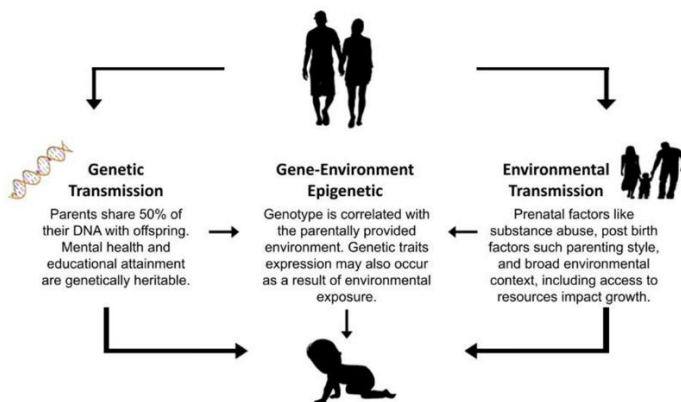 Genetic
Transmission
Parents share 50% of
their DNA with offspring.
Mental health and
educational attainment
are genetically heritable.
Gene-Environment
Epigenetic
Genotype is correlated with
the parentally provided
environment. Genetic traits
expression may also occur
as a result of environmental
exposure.
Environmental
Transmission
Prenatal factors like
substance abuse, post birth
factors such parenting style,
and broad environmental
context, including access to
resources impact growth.